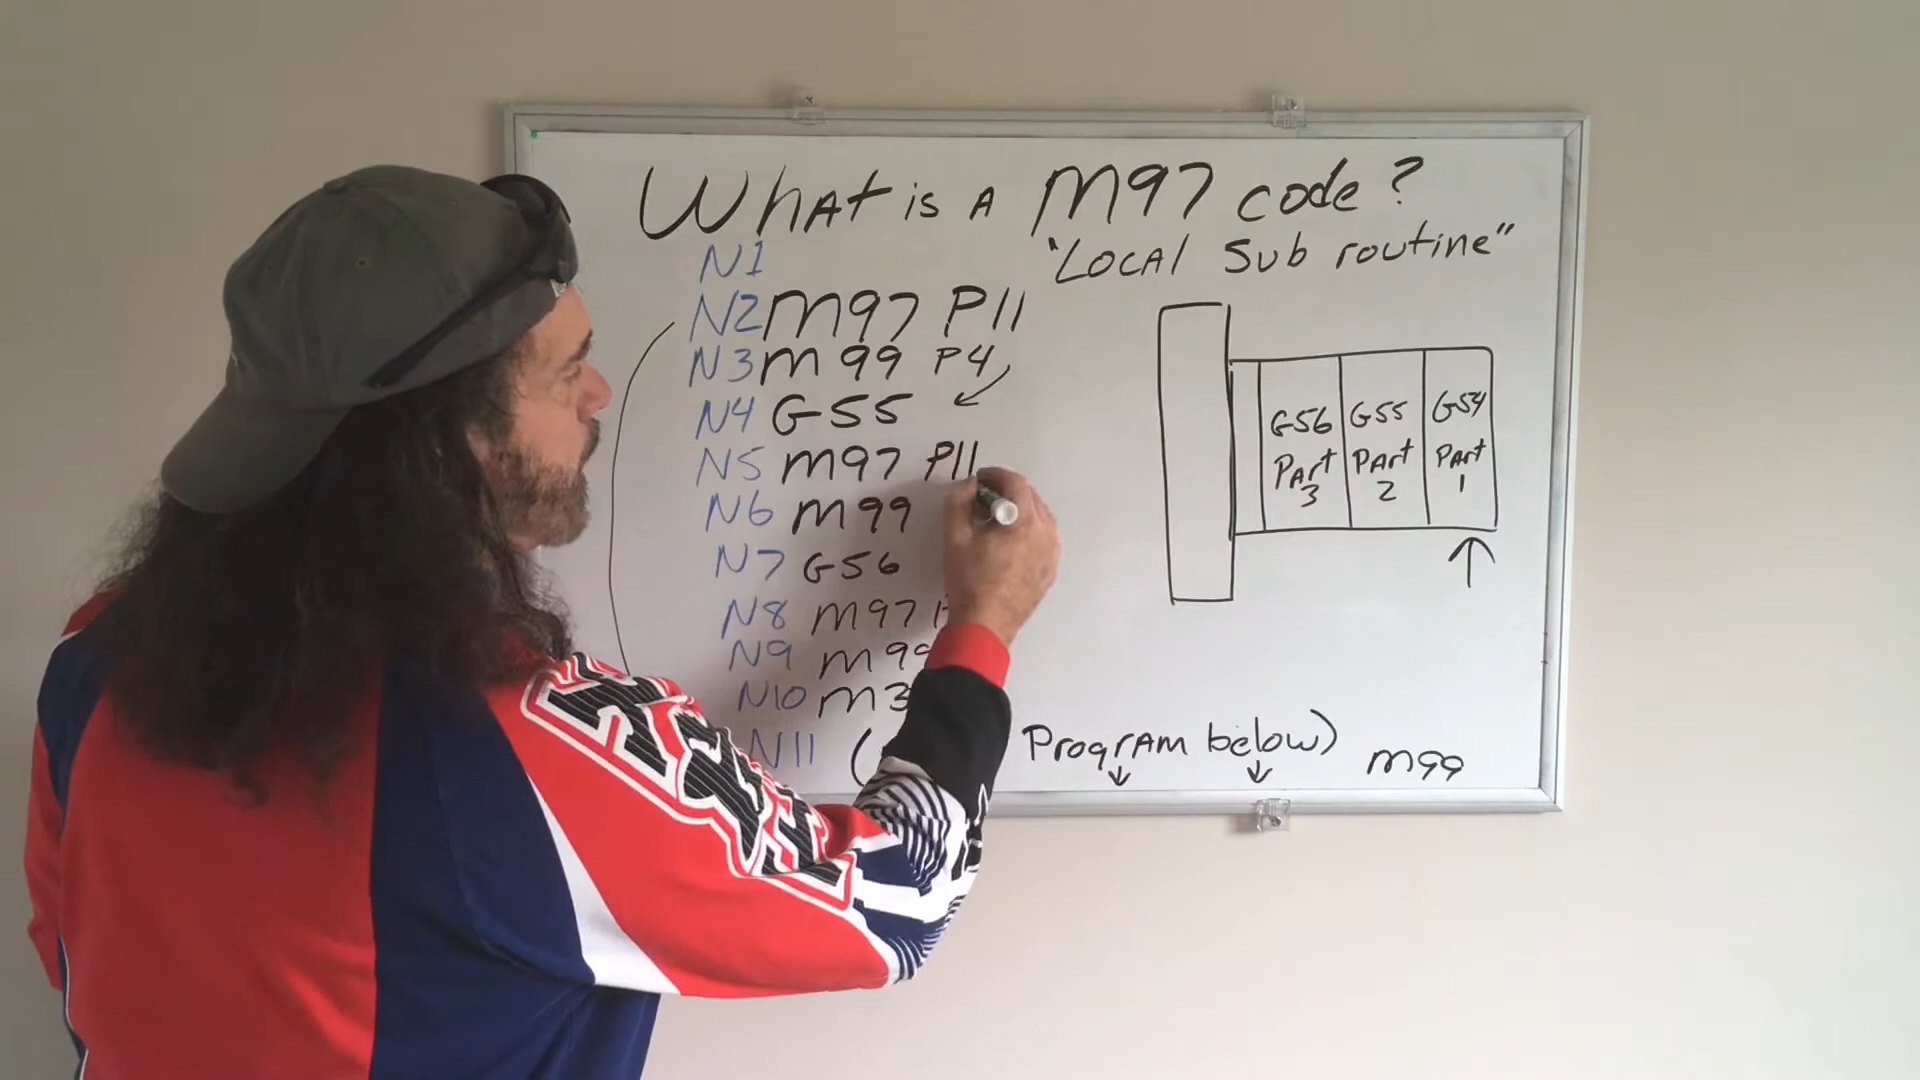 What is A M97 code?
"Local Sub routine"
N1
N2 M97 P11
N3 M99 P4
N4 G55
N5 M97 P11
N6 M99
N7 G56
N8 M97
N9 M99
N10 M3
N11 (
Program below)
M99
G56 Part 3
G55 Part 2
G54 Part 1